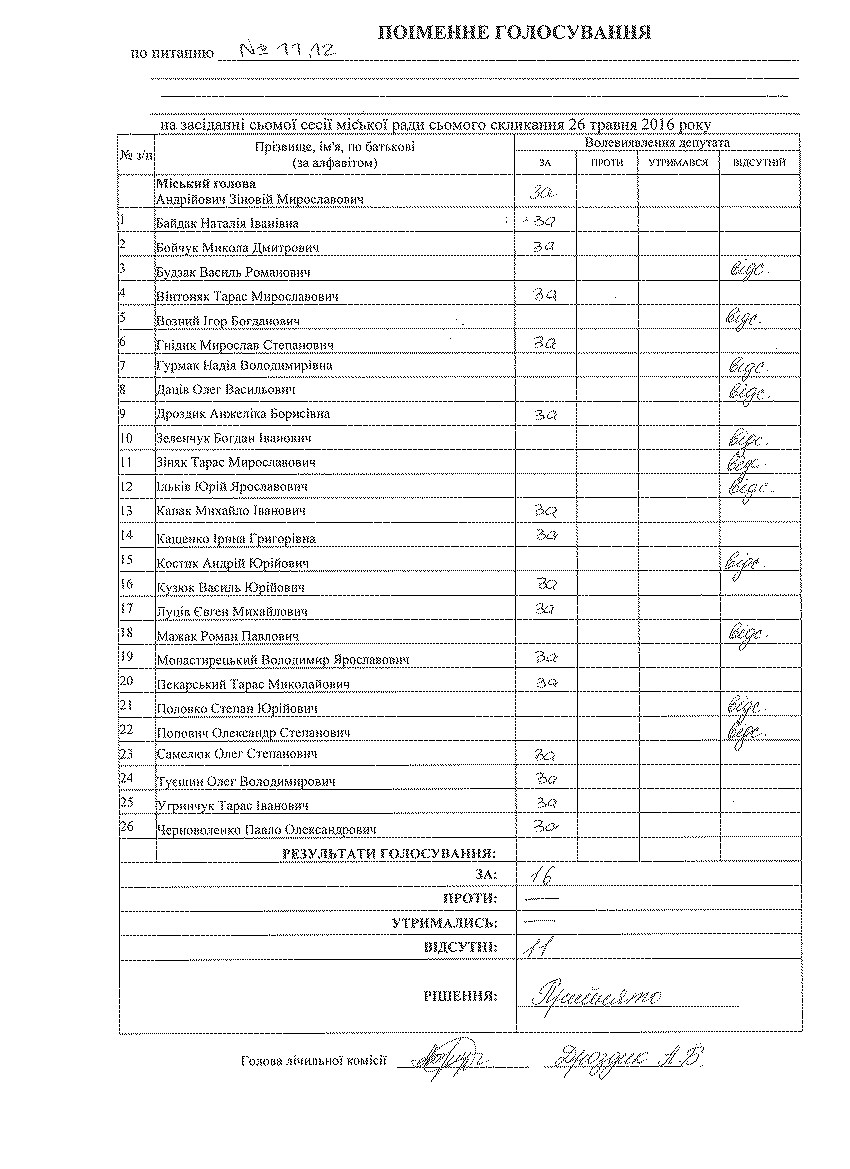 ПОІМЕННЕ ГОЛОСУВАННЯ
по питанню № 11,12
на засіданні сьомої сесії міської ради сьомого скликання 26 травня 2016 року
№ з/п Прізвище, ім'я, по батькові (за алфавітом) Волевиявлення депутата
ЗА ПРОТИ УТРИМАВСЯ ВІДСУТНІЙ
Міський голова
Андрійович Зіновій Мирославович за
1 Байдак Наталія Іванівна за
2 Бойчук Микола Дмитрович за
3 Будзак Василь Романович відс.
4 Вінтоняк Тарас Мирославович за
5 Возний Ігор Богданович відс.
6 Гнідик Мирослав Степанович за
7 Гурмак Надія Володимирівна відс.
8 Даців Олег Васильович відс.
9 Дроздик Анжеліка Борисівна за
10 Зеленчук Богдан Іванович відс.
11 Зіняк Тарас Мирославович відс.
12 Ільків Юрій Ярославович відс.
13 Капак Михайло Іванович за
14 Кащенко Ірина Григорівна за
15 Костик Андрій Юрійович відс.
16 Кузюк Василь Юрійович за
17 Луців Євген Михайлович за
18 Мажак Роман Павлович відс.
19 Монастирецький Володимир Ярославович за
20 Пекарський Тарас Миколайович за
21 Половко Степан Юрійович відс.
22 Попович Олександр Степанович відс.
23 Самелюк Олег Степанович за
24 Туєшин Олег Володимирович за
25 Угринчук Тарас Іванович за
26 Черноволенко Павло Олександрович за
РЕЗУЛЬТАТИ ГОЛОСУВАННЯ:
ЗА: 16
ПРОТИ: —
УТРИМАЛИСЬ: —
ВІДСУТНІ: 11
РІШЕННЯ: Прийнято
Голова лічильної комісії Дроздик А.Б